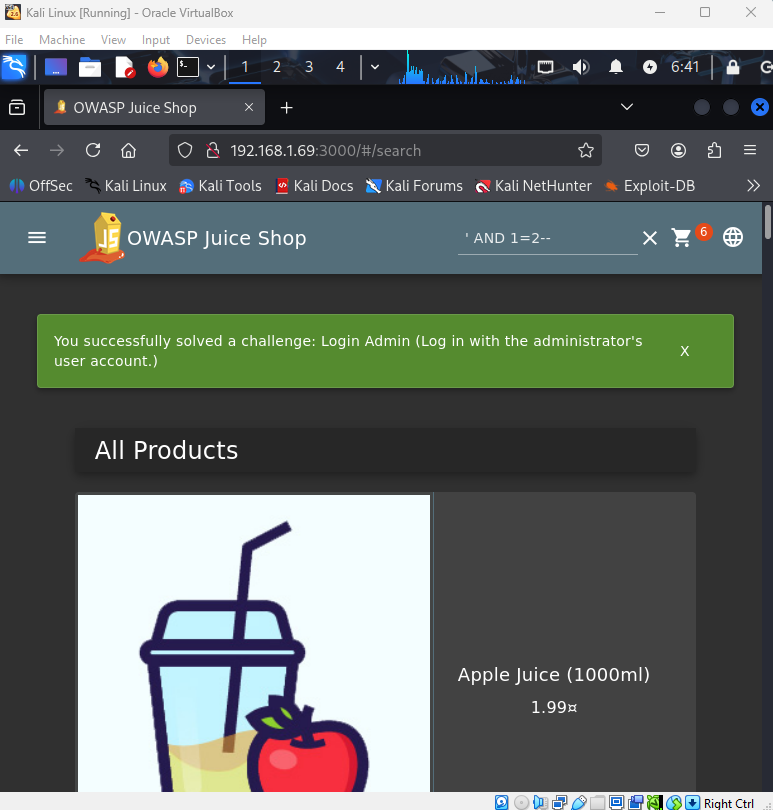 Kali Linux [Running] - Oracle VirtualBox
File Machine View Input Devices Help
1 2 3 4 6:41
OWASP Juice Shop
192.168.1.69:3000/#/search
OffSec Kali Linux Kali Tools Kali Docs Kali Forums Kali NetHunter Exploit-DB
JS OWASP Juice Shop ' AND 1=2-- 6
You successfully solved a challenge: Login Admin (Log in with the administrator's
user account.) X
All Products
Apple Juice (1000ml)
1.99¤
Right Ctrl